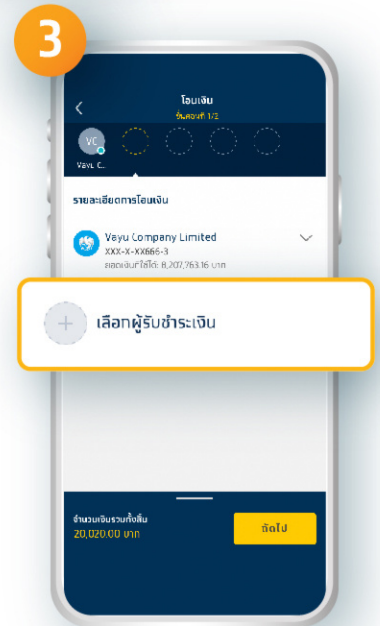 3
โอนเงิน
ขั้นตอนที่ 1/2
VC
Vayu C..
รายละเอียดการโอนเงิน
Vayu Company Limited
XXX-X-XX666-3
ยอดเงินที่ใช้ได้: 8,207,763.16 บาท
+ เลือกผู้รับชำระเงิน
จำนวนเงินรวมทั้งสิ้น
20,020.00 บาท
ถัดไป